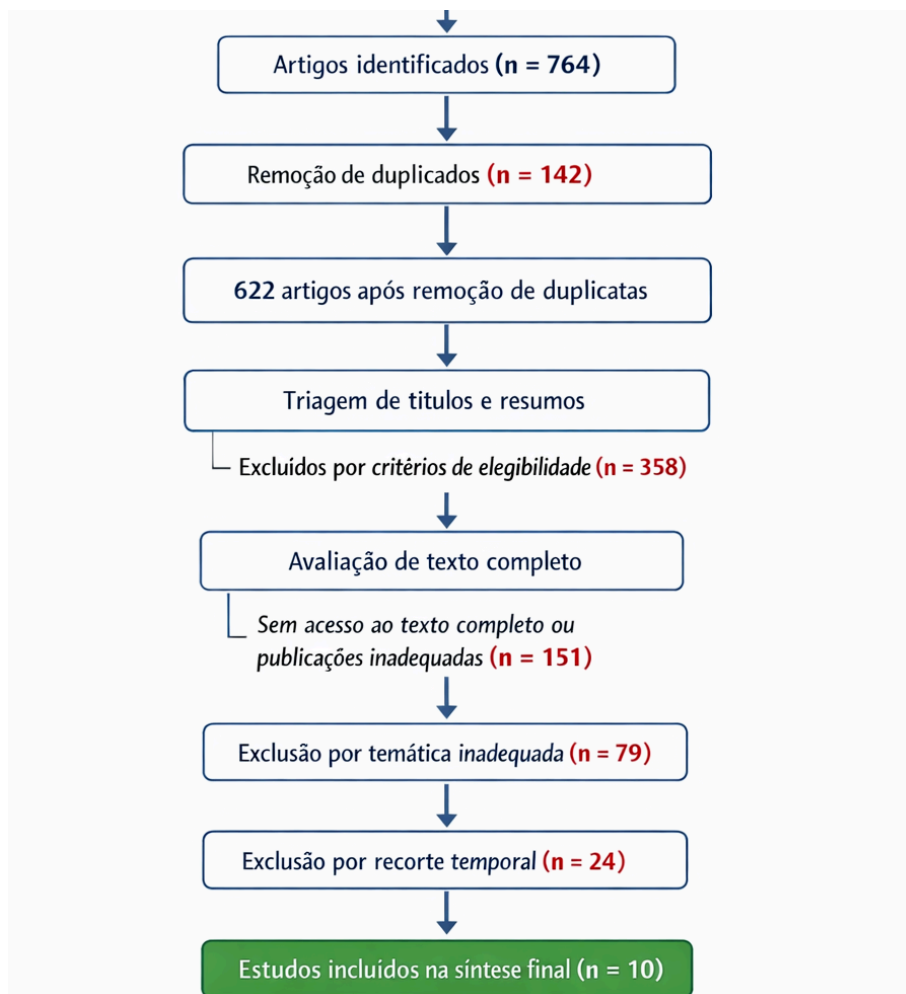 Artigos identificados (n = 764)
Remoção de duplicados (n = 142)
622 artigos após remoção de duplicatas
Triagem de titulos e resumos
Excluídos por critérios de elegibilidade (n = 358)
Avaliação de texto completo
Sem acesso ao texto completo ou
publicações inadequadas (n = 151)
Exclusão por temática inadequada (n = 79)
Exclusão por recorte temporal (n = 24)
Estudos incluidos na síntese final (n = 10)